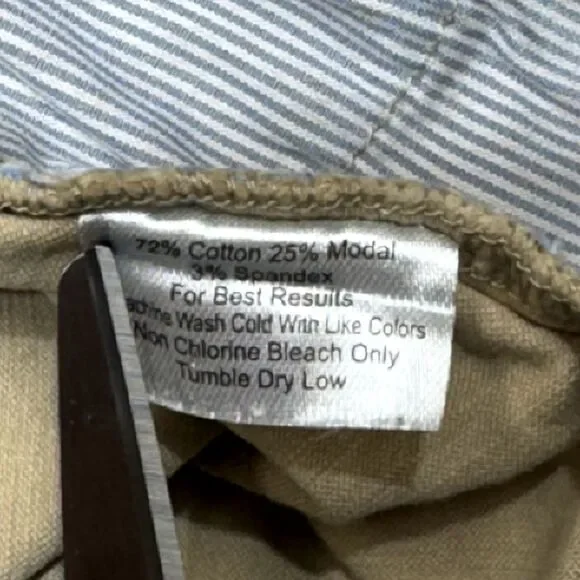 72% Cotton 25% Modal
3% Spandex
For Best Results
achine Wash Cold With Like Colors
Non Chlorine Bleach Only
Tumble Dry Low